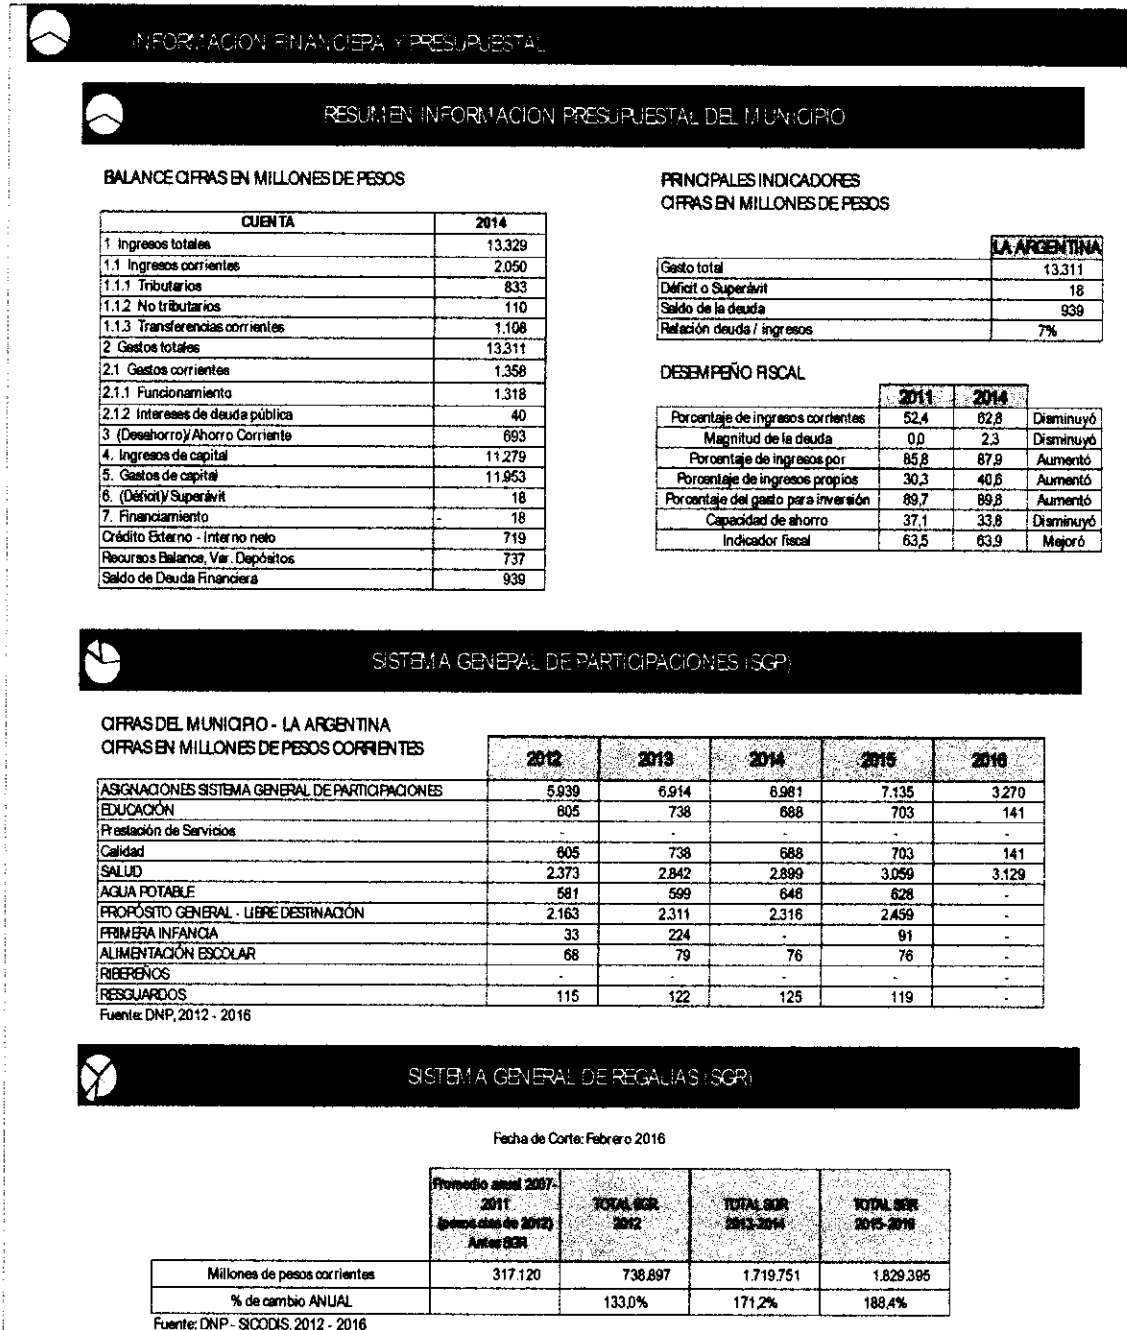 INFORMACION FINANCIERA Y PRESUPUESTAL
RESUMEN INFORMACION PRESUPUESTAL DEL MUNICIPIO
BALANCE CIFRAS EN MILLONES DE PESOS
CUENTA 2014
1 Ingresos totales 13.329
1.1 Ingresos corrientes 2.050
1.1.1 Tributarios 833
1.1.2 No tributarios 110
1.1.3 Transferencias corrientes 1.108
2 Gastos totales 13.311
2.1 Gastos corrientes 1.358
2.1.1 Funcionamiento 1.318
2.1.2 Intereses de deuda pública 40
3 (Desahorro)/Ahorro Corriente 693
4. Ingresos de capital 11.279
5. Gastos de capital 11.953
6. (Déficit)/Superávit 18
7. Financiamiento - 18
Crédito Externo - Interno neto 719
Recursos Balance, Var. Depósitos 737
Saldo de Deuda Financiera 939
PRINCIPALES INDICADORES
CIFRAS EN MILLONES DE PESOS
LA ARGENTINA
Gasto total 13.311
Déficit o Superávit 18
Saldo de la deuda 939
Relación deuda / ingresos 7%
DESEMPEÑO FISCAL
2011 2014
Porcentaje de ingresos corrientes 52,4 62,8 Disminuyó
Magnitud de la deuda 0,0 2,3 Disminuyó
Porcentaje de ingresos por 85,8 87,9 Aumentó
Porcentaje de ingresos propios 30,3 40,6 Aumentó
Porcentaje del gasto para inversión 89,7 89,8 Aumentó
Capacidad de ahorro 37,1 33,8 Disminuyó
Indicador fiscal 63,5 63,9 Mejoró
SISTEMA GENERAL DE PARTICIPACIONES (SGP)
CIFRAS DEL MUNICIPIO - LA ARGENTINA
CIFRAS EN MILLONES DE PESOS CORRIENTES
2012 2013 2014 2015 2016
ASIGNACIONES SISTEMA GENERAL DE PARTICIPACIONES 5.939 6.914 6.981 7.135 3.270
EDUCACIÓN 605 738 688 703 141
Prestación de Servicios - - - - -
Calidad 605 738 688 703 141
SALUD 2.373 2.842 2.899 3.059 3.129
AGUA POTABLE 581 599 646 628 -
PROPÓSITO GENERAL - LIBRE DESTINACIÓN 2.163 2.311 2.316 2.459 -
PRIMERA INFANCIA 33 224 - 91 -
ALIMENTACIÓN ESCOLAR 68 79 76 76 -
RIBEREÑOS - - - - -
RESGUARDOS 115 122 125 119 -
Fuente: DNP, 2012 - 2016
SISTEMA GENERAL DE REGALIAS (SGR)
Fecha de Corte: Febrero 2016
Promedio anual 2007-
2011
(pesos ctes de 2012)
Antes SGR
TOTAL SGR
2012
TOTAL SGR
2013-2014
TOTAL SGR
2015-2016
Millones de pesos corrientes 317.120 738.897 1.719.751 1.829.395
% de cambio ANUAL 133,0% 171,2% 188,4%
Fuente: DNP - SICODIS, 2012 - 2016